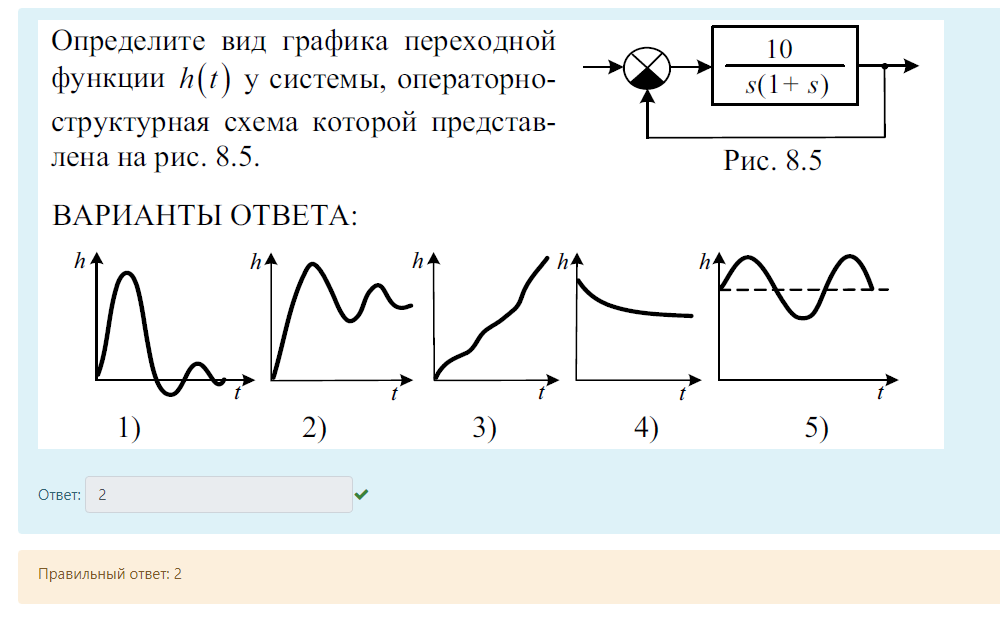 Определите вид графика переходной
функции h(t) у системы, операторно-
структурная схема которой представ-
лена на рис. 8.5.
10
s(1+ s)
Рис. 8.5
ВАРИАНТЫ ОТВЕТА:
h h h h h
t t t t t
1) 2) 3) 4) 5)
Ответ: 2
Правильный ответ: 2